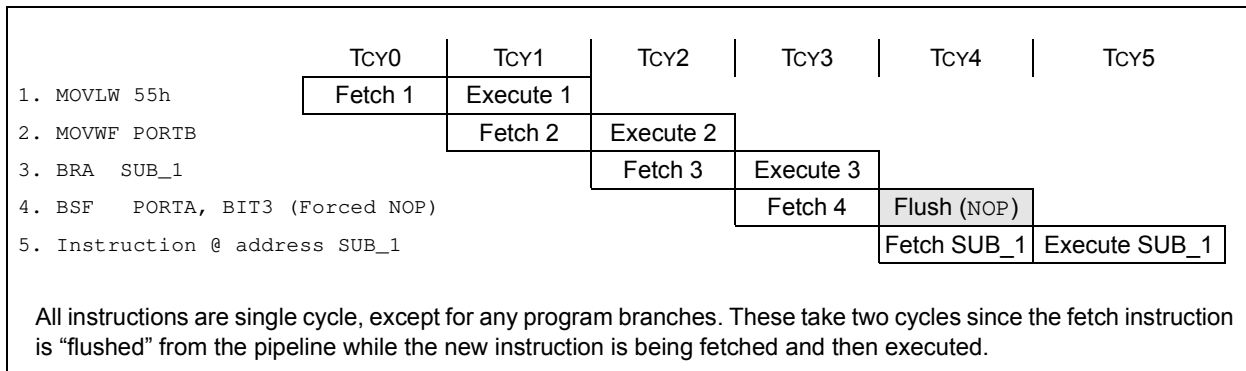 TCY0 TCY1 TCY2 TCY3 TCY4 TCY5
1. MOVLW 55h Fetch 1 Execute 1
2. MOVWF PORTB Fetch 2 Execute 2
3. BRA SUB_1 Fetch 3 Execute 3
4. BSF PORTA, BIT3 (Forced NOP) Fetch 4 Flush (NOP)
5. Instruction @ address SUB_1 Fetch SUB_1 Execute SUB_1
All instructions are single cycle, except for any program branches. These take two cycles since the fetch instruction
is “flushed” from the pipeline while the new instruction is being fetched and then executed.